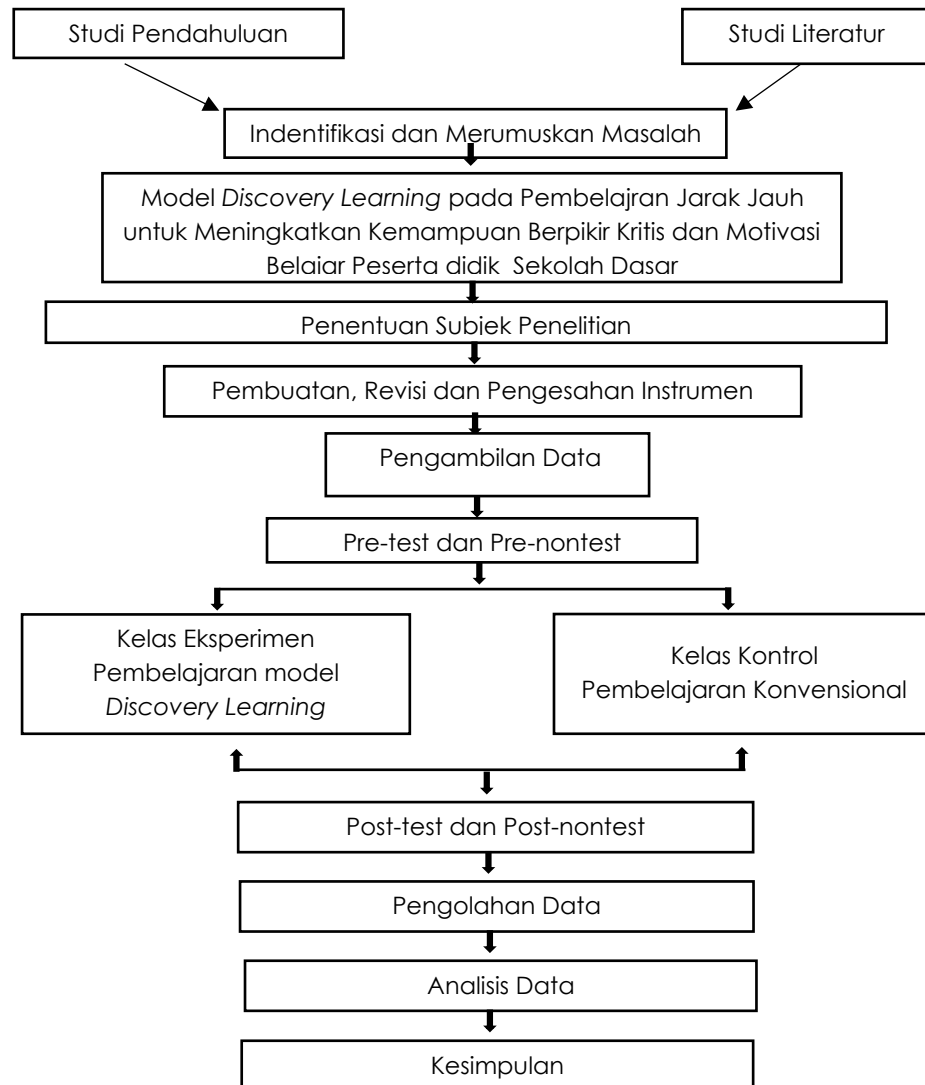 Studi Pendahuluan
Studi Literatur
Indentifikasi dan Merumuskan Masalah
Model Discovery Learning pada Pembelajran Jarak Jauh
untuk Meningkatkan Kemampuan Berpikir Kritis dan Motivasi
Belajar Peserta didik Sekolah Dasar
Penentuan Subjek Penelitian
Pembuatan, Revisi dan Pengesahan Instrumen
Pengambilan Data
Pre-test dan Pre-nontest
Kelas Eksperimen
Pembelajaran model
Discovery Learning
Kelas Kontrol
Pembelajaran Konvensional
Post-test dan Post-nontest
Pengolahan Data
Analisis Data
Kesimpulan